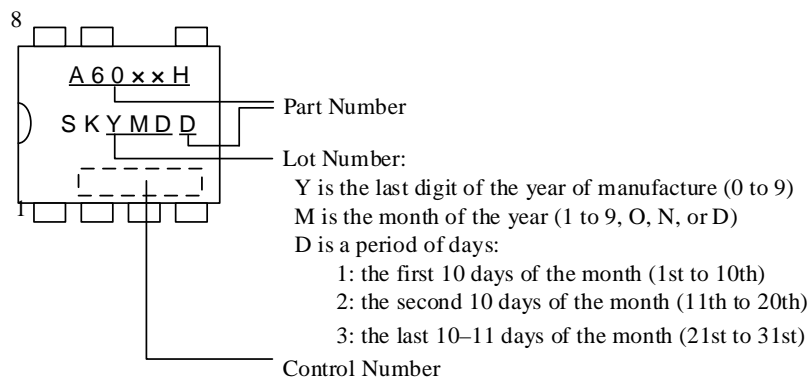 8
A 6 0 × × H
S K Y M D D
1
Part Number
Lot Number:
Y is the last digit of the year of manufacture (0 to 9)
M is the month of the year (1 to 9, O, N, or D)
D is a period of days:
1: the first 10 days of the month (1st to 10th)
2: the second 10 days of the month (11th to 20th)
3: the last 10–11 days of the month (21st to 31st)
Control Number